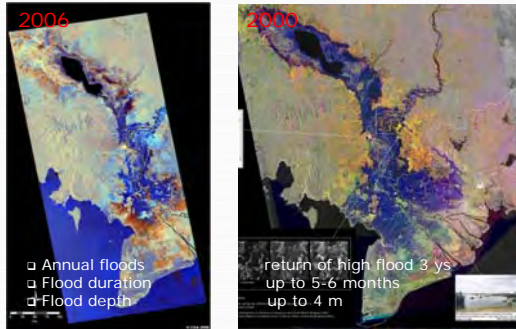 2006
2000
❑ Annual floods return of high flood 3 ys
❑ Flood duration up to 5-6 months
❑ Flood depth up to 4 m